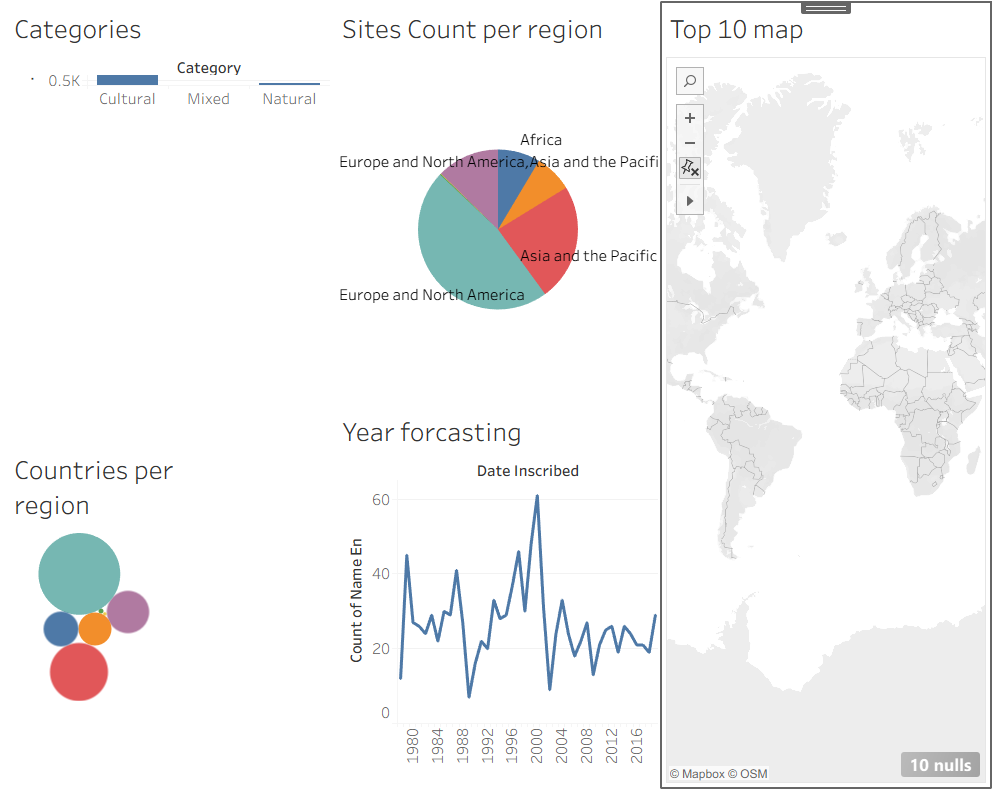 Categories
Category
0.5K
Cultural
Mixed
Natural
Sites Count per region
Africa
Europe and North America,Asia and the Pacifi
Asia and the Pacific
Europe and North America
Top 10 map
+
−
© Mapbox © OSM
10 nulls
Countries per
region
Year forcasting
Date Inscribed
Count of Name En
60
40
20
0
1980
1984
1988
1992
1996
2000
2004
2008
2012
2016